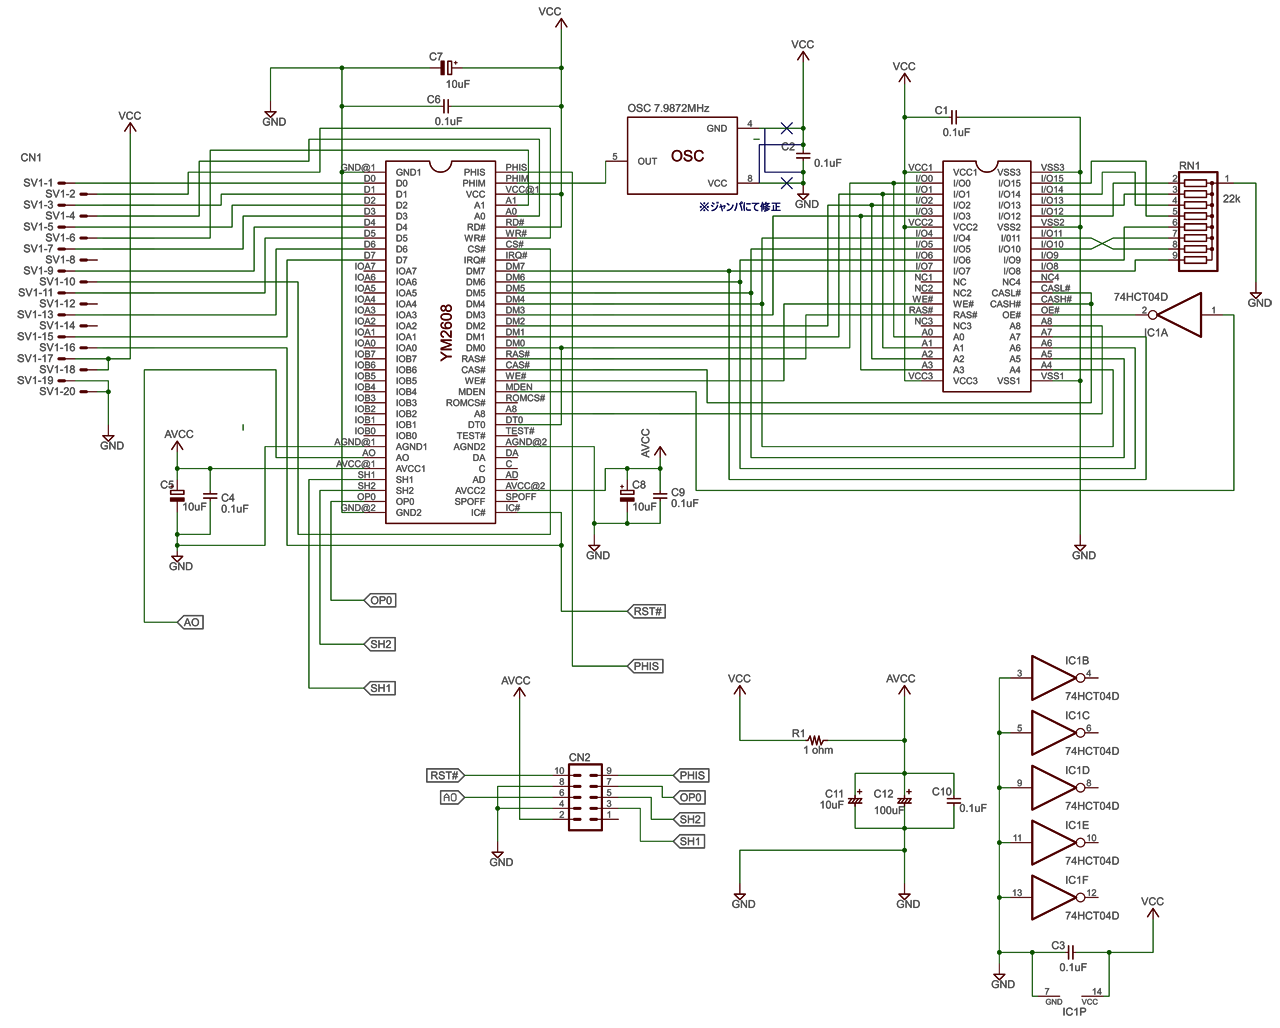 VCC
C7
10uF
C6
0.1uF
GND
VCC
CN1
SV1-1
SV1-2
SV1-3
SV1-4
SV1-5
SV1-6
SV1-7
SV1-8
SV1-9
SV1-10
SV1-11
SV1-12
SV1-13
SV1-14
SV1-15
SV1-16
SV1-17
SV1-18
SV1-19
SV1-20
GND
GND@1
D0
D1
D2
D3
D4
D5
D6
D7
IOA7
IOA6
IOA5
IOA4
IOA3
IOA2
IOA1
IOA0
IOB7
IOB6
IOB5
IOB4
IOB3
IOB2
IOB1
IOB0
AGND@1
AO
AVCC@1
SH1
SH2
OP0
GND@2
GND1
D0
D1
D2
D3
D4
D5
D6
D7
IOA7
IOA6
IOA5
IOA4
IOA3
IOA2
IOA1
IOA0
IOB7
IOB6
IOB5
IOB4
IOB3
IOB2
IOB1
IOB0
AGND1
AO
AVCC1
SH1
SH2
OP0
GND2
YM2608
PHIS
PHIM
VCC
A1
A0
RD#
WR#
CS#
IRQ#
DM7
DM6
DM5
DM4
DM3
DM2
DM1
DM0
RAS#
CAS#
WE#
MDEN
ROMCS#
A8
DT0
TEST#
AGND2
DA
C
AD
AVCC2
SPOFF
IC#
PHIS
PHIM
VCC@1
A1
A0
RD#
WR#
CS#
IRQ#
DM7
DM6
DM5
DM4
DM3
DM2
DM1
DM0
RAS#
CAS#
WE#
MDEN
ROMCS#
A8
DT0
TEST#
AGND@2
DA
C
AD
AVCC@2
SPOFF
IC#
AVCC
C5
10uF
C4
0.1uF
GND
AVCC
C8
10uF
C9
0.1uF
GND
OSC 7.9872MHz
OSC
5
OUT
GND
4
VCC
8
VCC
C2
0.1uF
GND
※ジャンパにて修正
VCC
C1
0.1uF
VCC1
I/O0
I/O1
I/O2
I/O3
VCC2
I/O4
I/O5
I/O6
I/O7
NC1
NC2
WE#
RAS#
NC3
A0
A1
A2
A3
VCC3
VCC1
I/O0
I/O1
I/O2
I/O3
VCC2
I/O4
I/O5
I/O6
I/O7
NC
NC2
WE#
RAS#
NC3
A0
A1
A2
A3
VCC3
VSS3
I/O15
I/O14
I/O13
I/O12
VSS2
I/O11
I/O10
I/O9
I/O8
NC4
CASL#
CASH#
OE#
A8
A7
A6
A5
A4
VSS1
VSS3
I/O15
I/O14
I/O13
I/O12
VSS2
I/O11
I/O10
I/O9
I/O8
NC4
CASL#
CASH#
OE#
A8
A7
A6
A5
A4
VSS1
GND
RN1
2
3
4
5
6
7
8
9
1
22k
GND
74HCT04D
2
1
IC1A
AO
OP0
SH2
SH1
RST#
PHIS
AVCC
CN2
RST#
10
9
PHIS
8
7
AO
6
5
OP0
4
3
SH2
2
1
SH1
GND
VCC
R1
1 ohm
AVCC
C11
10uF
C12
100uF
C10
0.1uF
GND
GND
3
IC1B
4
74HCT04D
5
IC1C
6
74HCT04D
9
IC1D
8
74HCT04D
11
IC1E
10
74HCT04D
13
IC1F
12
74HCT04D
VCC
C3
0.1uF
GND
7
14
GND
VCC
IC1P